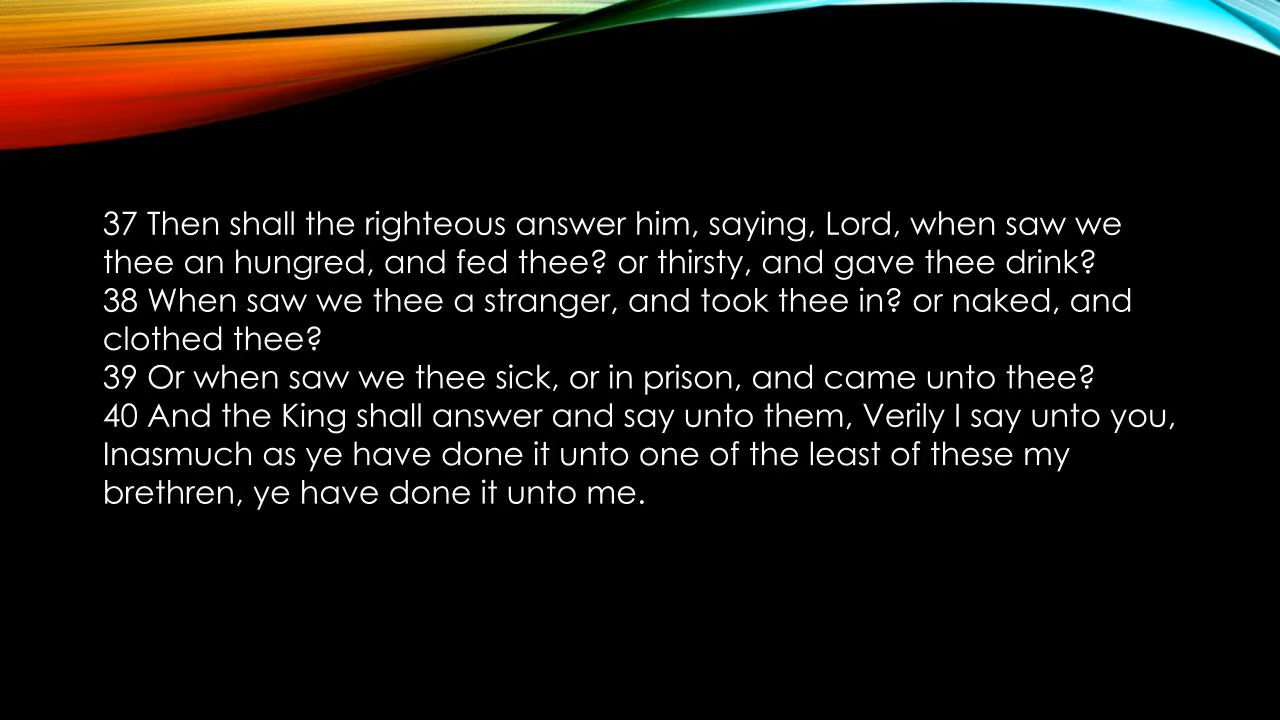 37 Then shall the righteous answer him, saying, Lord, when saw we
thee an hungred, and fed thee? or thirsty, and gave thee drink?
38 When saw we thee a stranger, and took thee in? or naked, and
clothed thee?
39 Or when saw we thee sick, or in prison, and came unto thee?
40 And the King shall answer and say unto them, Verily I say unto you,
Inasmuch as ye have done it unto one of the least of these my
brethren, ye have done it unto me.